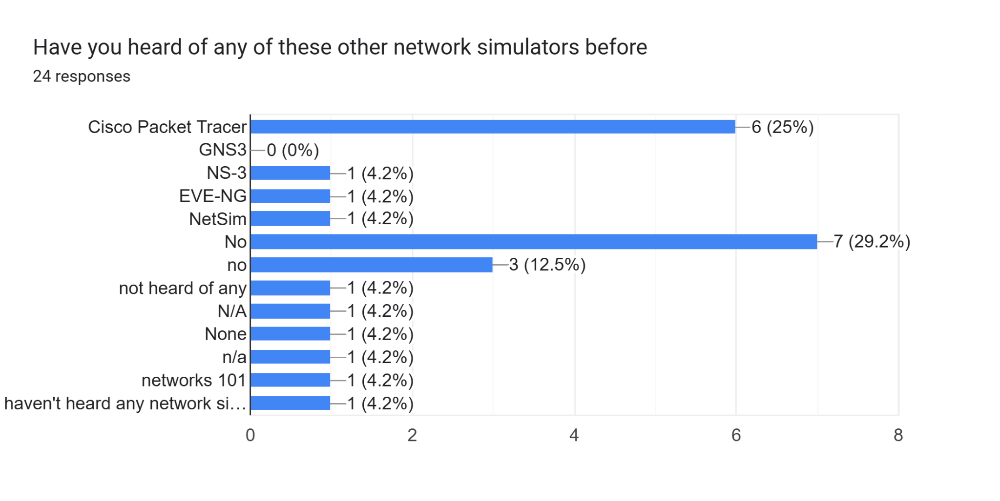 Have you heard of any of these other network simulators before
24 responses
Cisco Packet Tracer 6 (25%)
GNS3 0 (0%)
NS-3 1 (4.2%)
EVE-NG 1 (4.2%)
NetSim 1 (4.2%)
No 7 (29.2%)
no 3 (12.5%)
not heard of any 1 (4.2%)
N/A 1 (4.2%)
None 1 (4.2%)
n/a 1 (4.2%)
networks 101 1 (4.2%)
haven't heard any network si… 1 (4.2%)
0 2 4 6 8